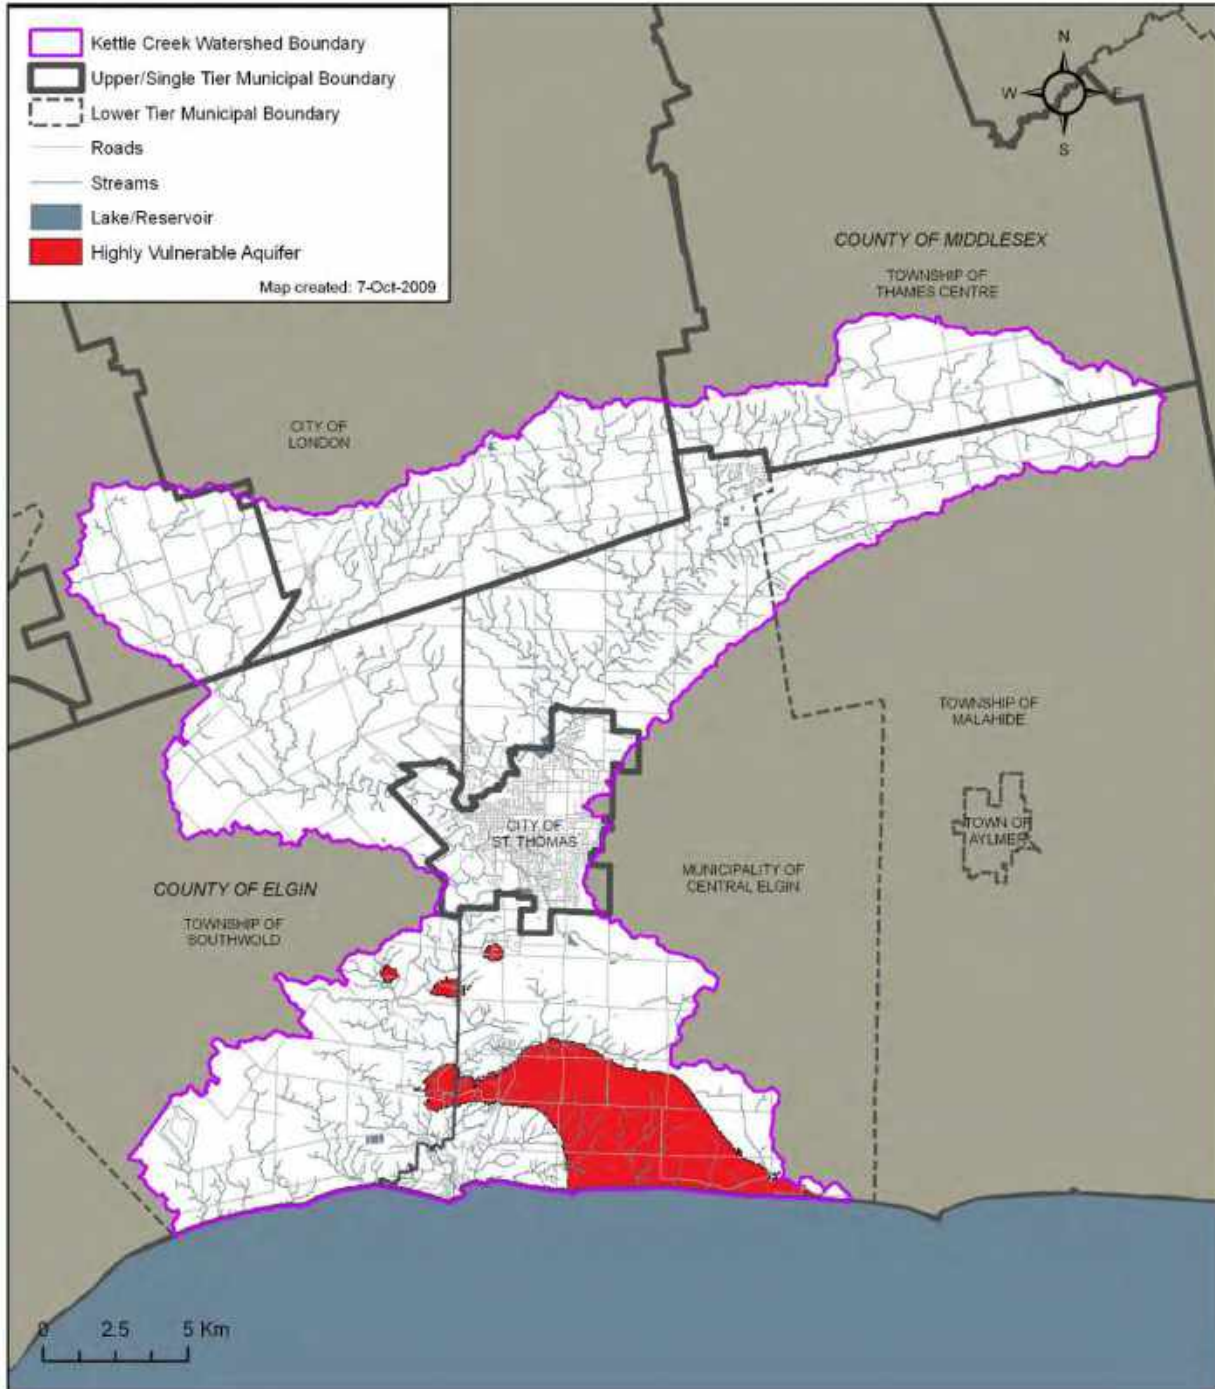 Kettle Creek Watershed Boundary
Upper/Single Tier Municipal Boundary
Lower Tier Municipal Boundary
Roads
Streams
Lake/Reservoir
Highly Vulnerable Aquifer
Map created: 7-Oct-2009
N
W
E
S
COUNTY OF MIDDLESEX
TOWNSHIP OF
THAMES CENTRE
CITY OF
LONDON
TOWNSHIP OF
MALAHIDE
CITY OF
ST. THOMAS
TOWN OF
AYLMER
MUNICIPALITY OF
CENTRAL ELGIN
COUNTY OF ELGIN
TOWNSHIP OF
SOUTHWOLD
0 2.5 5 Km